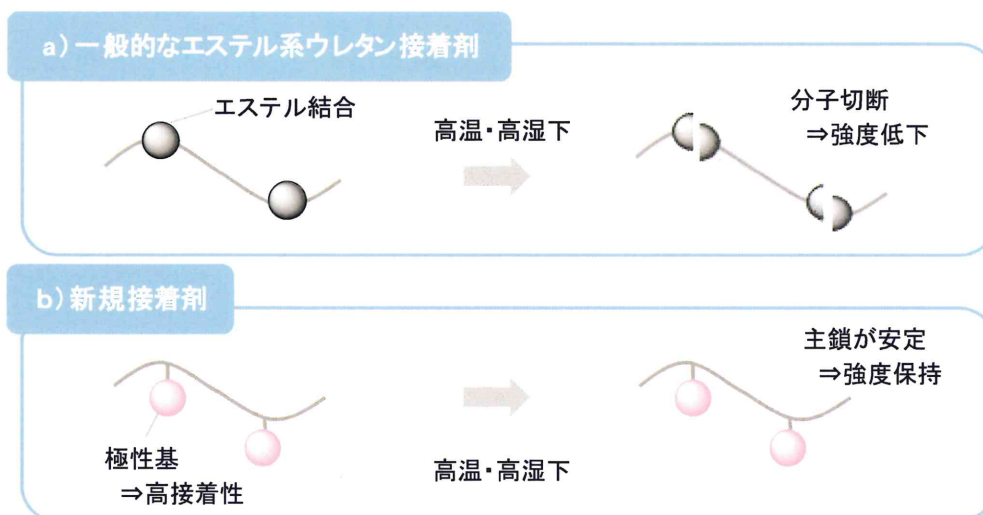 a）一般的なエステル系ウレタン接着剤
エステル結合
高温・高湿下
分子切断
⇒強度低下
b）新規接着剤
主鎖が安定
⇒強度保持
極性基
⇒高接着性
高温・高湿下